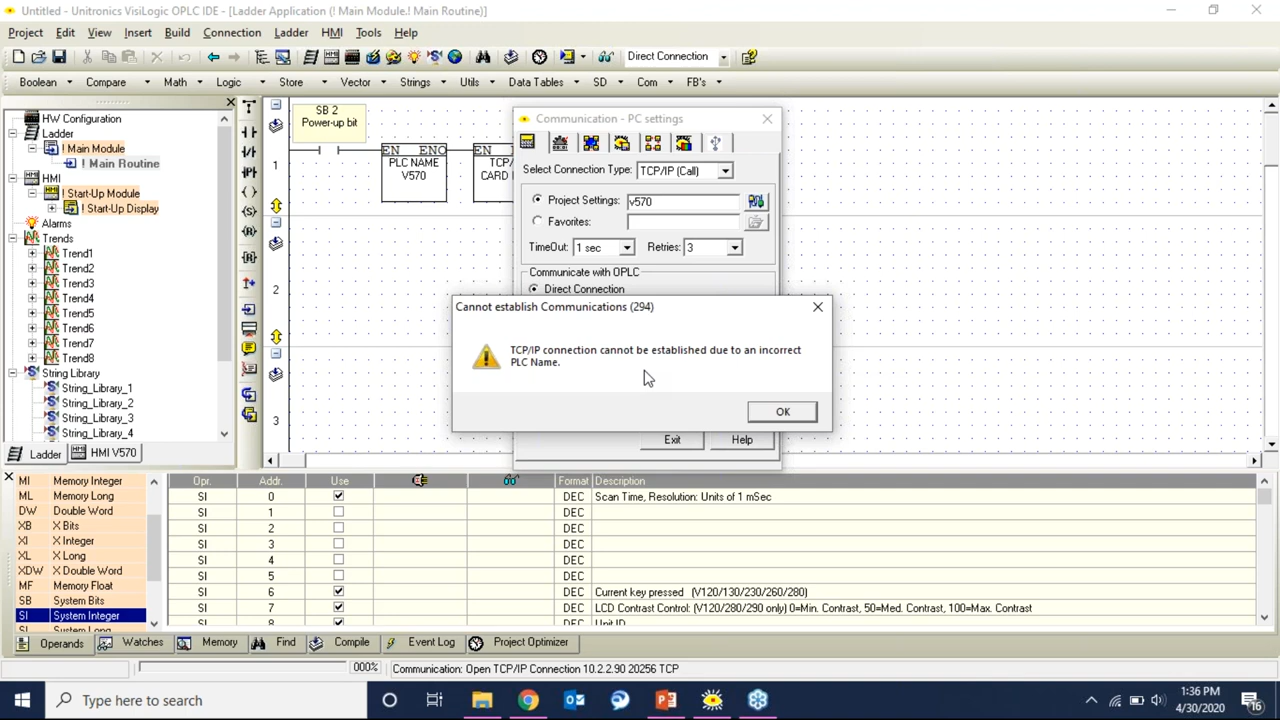 Untitled - Unitronics VisiLogic OPLC IDE - [Ladder Application (! Main Module.! Main Routine)]
Project Edit View Insert Build Connection Ladder HMI Tools Help
Direct Connection
Boolean Compare Math Logic Store Vector Strings Utils Data Tables SD Com FB's
HW Configuration
Ladder
! Main Module
! Main Routine
HMI
! Start-Up Module
! Start-Up Display
Alarms
Trends
Trend1
Trend2
Trend3
Trend4
Trend5
Trend6
Trend7
Trend8
String Library
String_Library_1
String_Library_2
String_Library_3
String_Library_4
Ladder HMI V570
SB 2
Power-up bit
1
EN ENO
PLC NAME
V570
EN
TCP/
CARD
2
3
Communication - PC settings
Select Connection Type: TCP/IP (Call)
Project Settings: v570
Favorites:
TimeOut: 1 sec Retries: 3
Communicate with OPLC
Direct Connection
Cannot establish Communications (294)
TCP/IP connection cannot be established due to an incorrect
PLC Name.
OK
Exit Help
MI Memory Integer
ML Memory Long
DW Double Word
XB X Bits
XI X Integer
XL X Long
XDW X Double Word
MF Memory Float
SB System Bits
SI System Integer
Opr. Addr. Use Format Description
SI 0 DEC Scan Time, Resolution: Units of 1 mSec
SI 1 DEC
SI 2 DEC
SI 3 DEC
SI 4 DEC
SI 5 DEC
SI 6 DEC Current key pressed (V120/130/230/260/280)
SI 7 DEC LCD Contrast Control: (V120/280/290 only) 0=Min. Contrast, 50=Med. Contrast, 100=Max. Contrast
SI 8 DEC Unit ID
Operands Watches Memory Find Compile Event Log Project Optimizer
000% Communication: Open TCP/IP Connection 10.2.2.90 20256 TCP
Type here to search
1:36 PM
4/30/2020
16